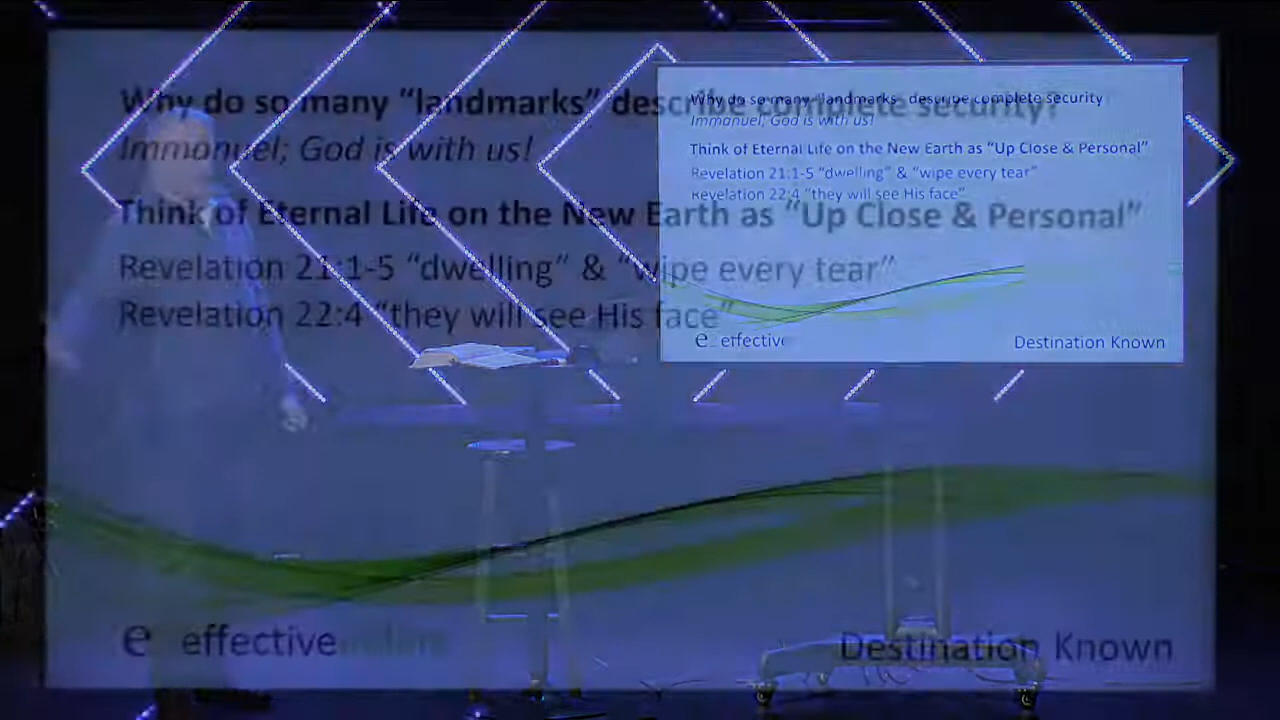 Why do so many “landmarks” describe complete security?
Immanuel; God is with us!
Think of Eternal Life on the New Earth as “Up Close & Personal”
Revelation 21:1-5 “dwelling” & “wipe every tear”
Revelation 22:4 “they will see His face”
e effective
Destination Known
Why do so many “landmarks” describe complete security
Immanuel; God is with us!
Think of Eternal Life on the New Earth as “Up Close & Personal”
Revelation 21:1-5 “dwelling” & “wipe every tear”
Revelation 22:4 “they will see His face”
e effective
Destination Known